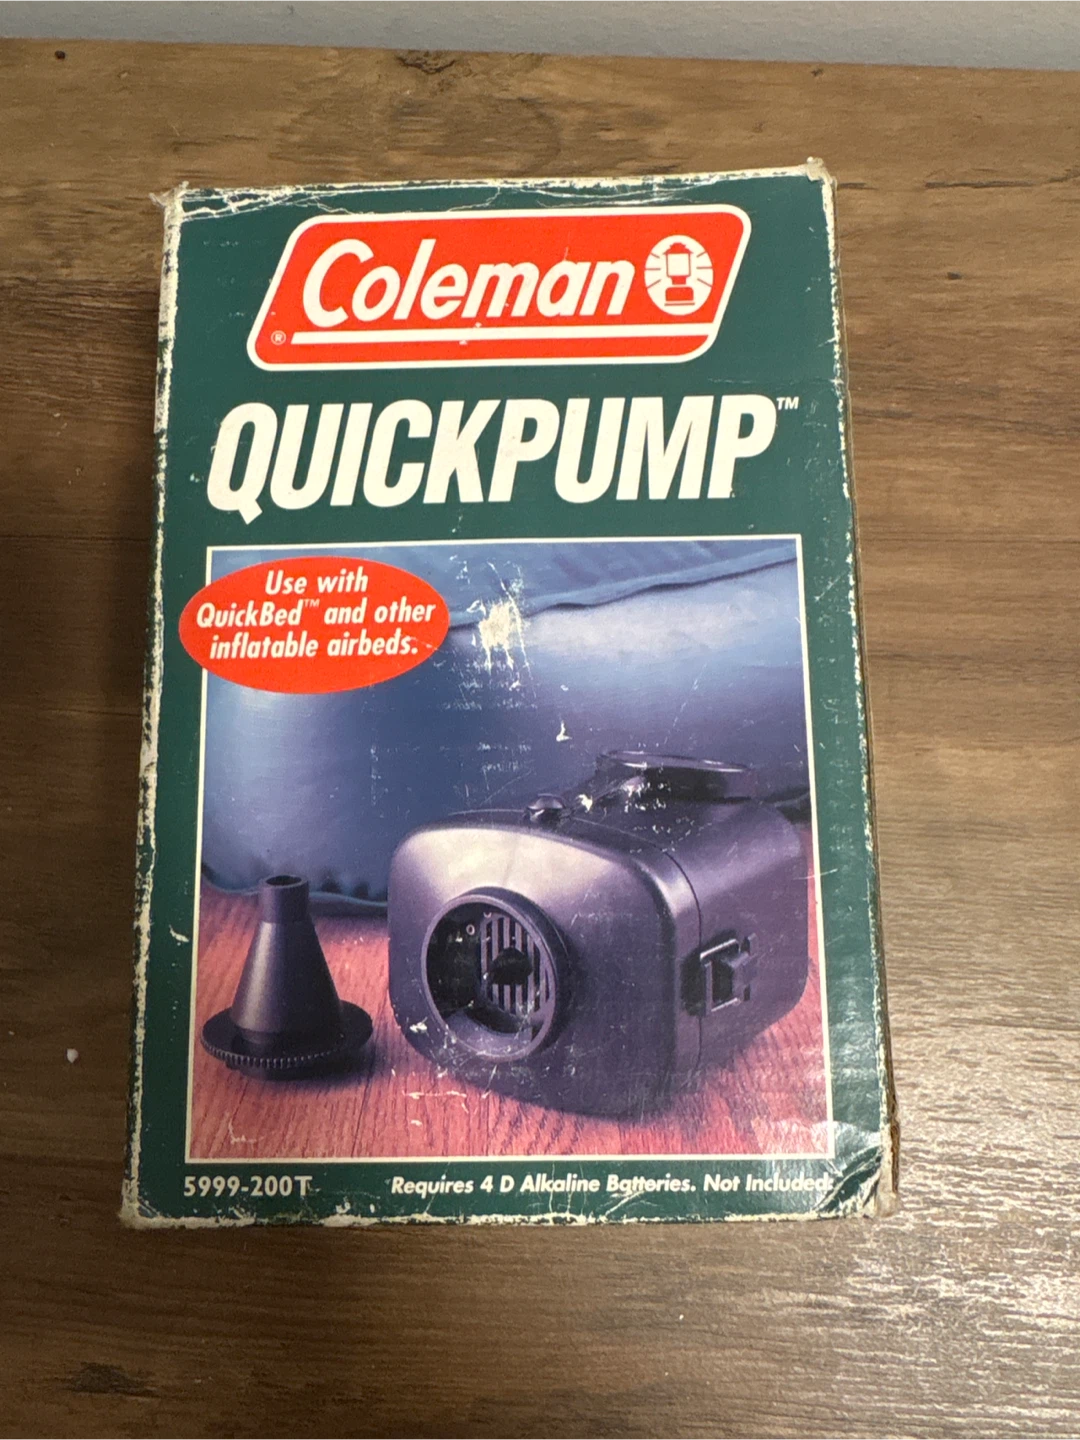 Coleman
®
QUICKPUMP™
Use with
QuickBed™ and other
inflatable airbeds.
5999-200T
Requires 4 D Alkaline Batteries. Not Included.